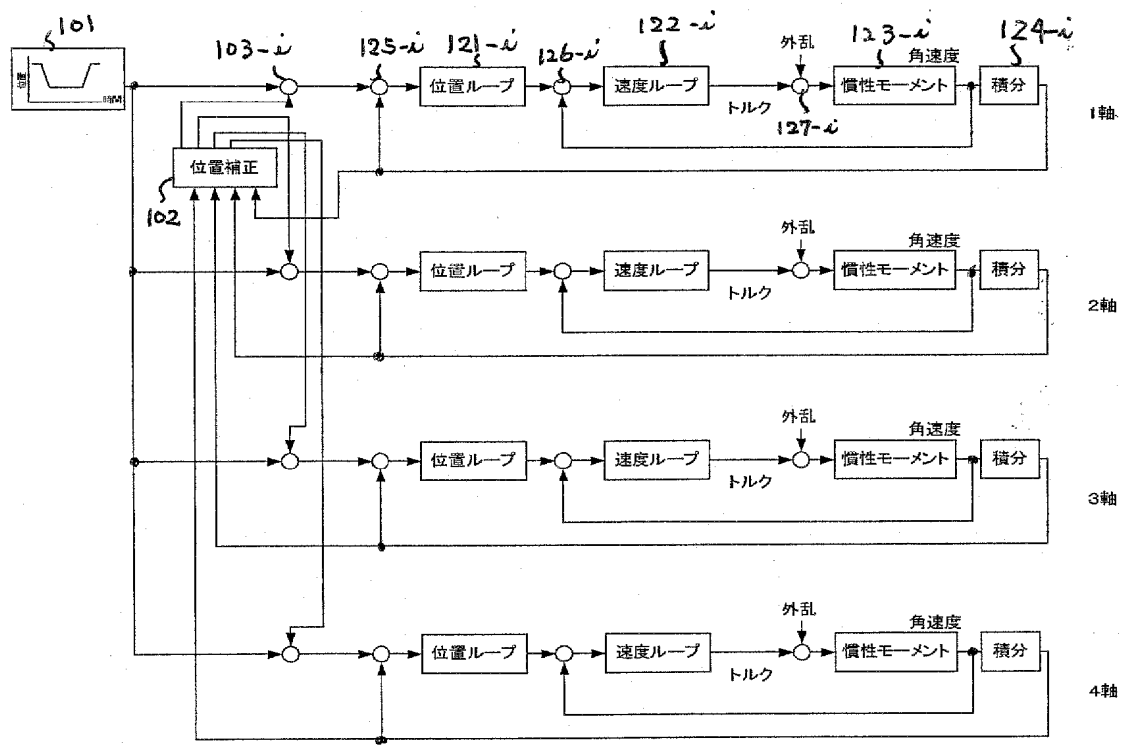 101
位置
時間
103-i
125-i
121-i
126-i
122-i
外乱
123-i
124-i
角速度
位置ループ
速度ループ
トルク
慣性モーメント
積分
127-i
1軸
位置補正
102
外乱
角速度
位置ループ
速度ループ
トルク
慣性モーメント
積分
2軸
外乱
角速度
位置ループ
速度ループ
トルク
慣性モーメント
積分
3軸
外乱
角速度
位置ループ
速度ループ
トルク
慣性モーメント
積分
4軸